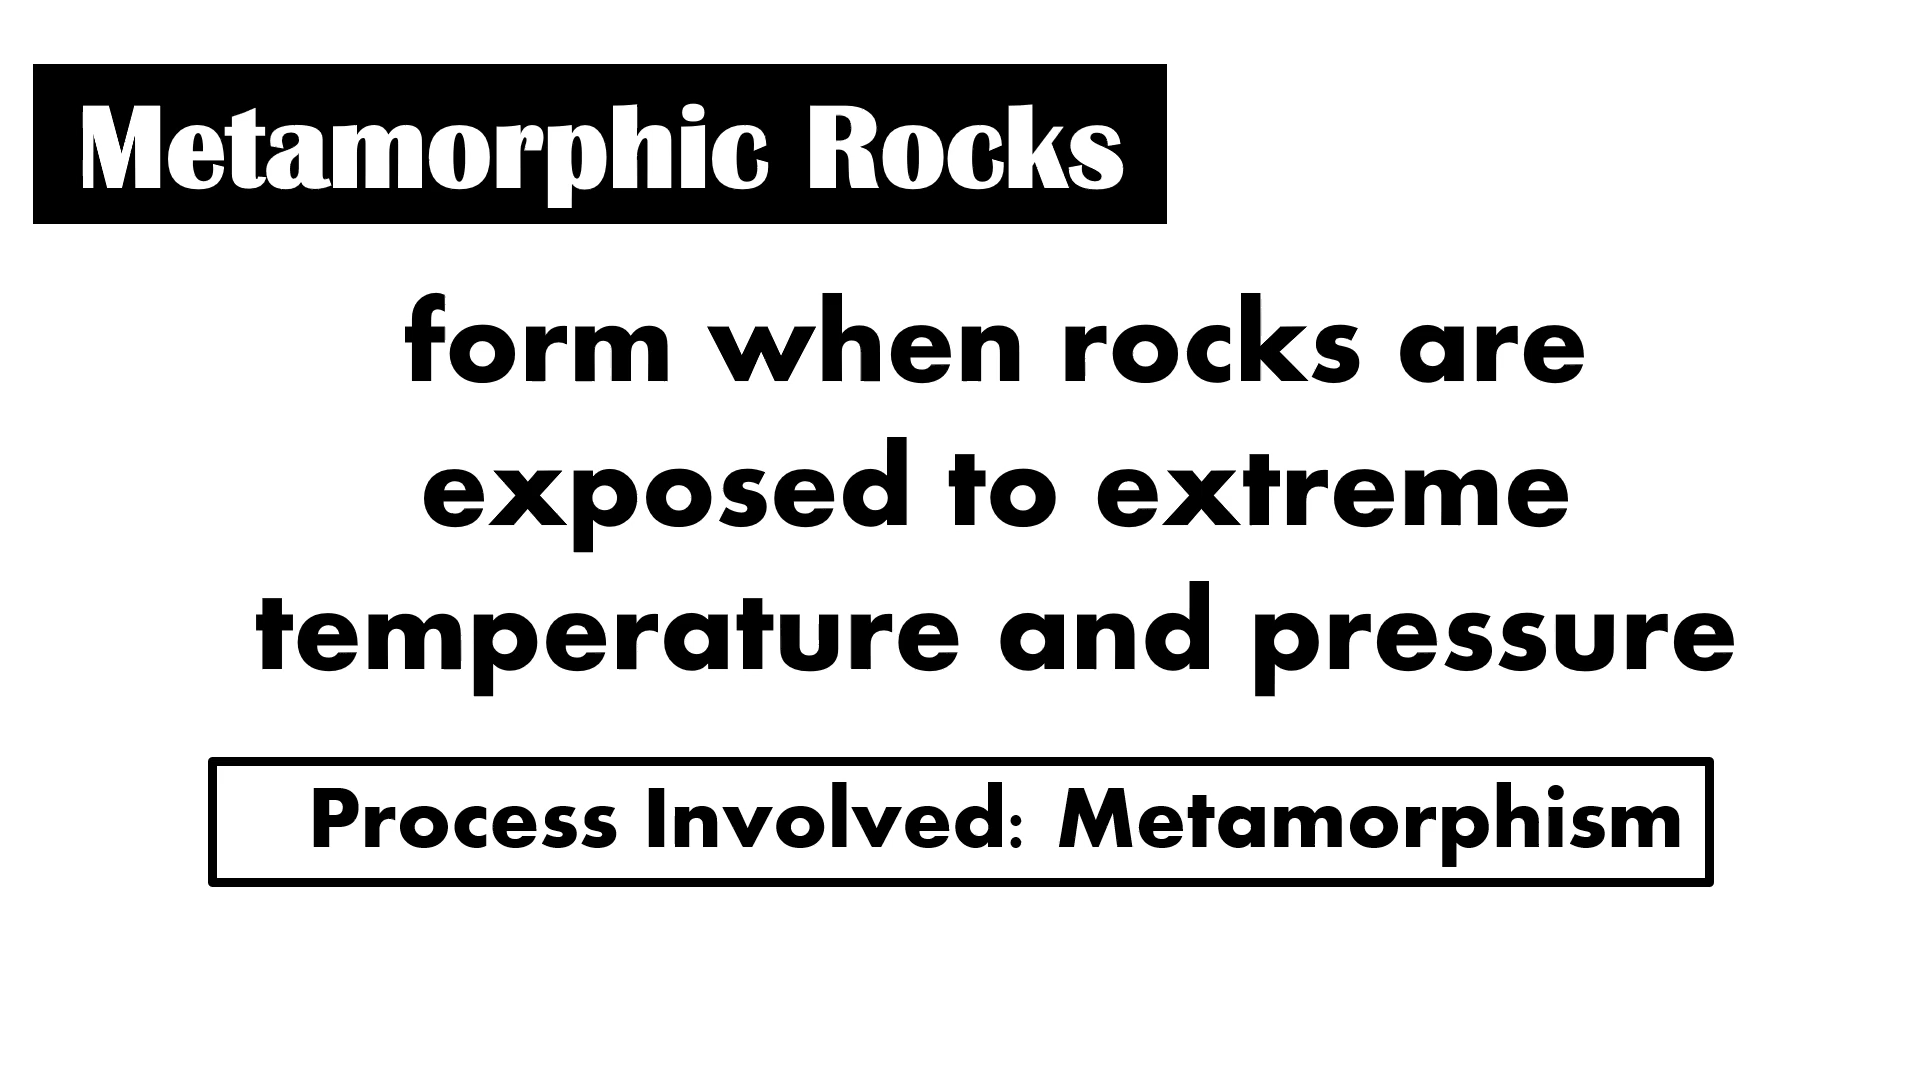 Metamorphic Rocks
form when rocks are
exposed to extreme
temperature and pressure
Process Involved: Metamorphism